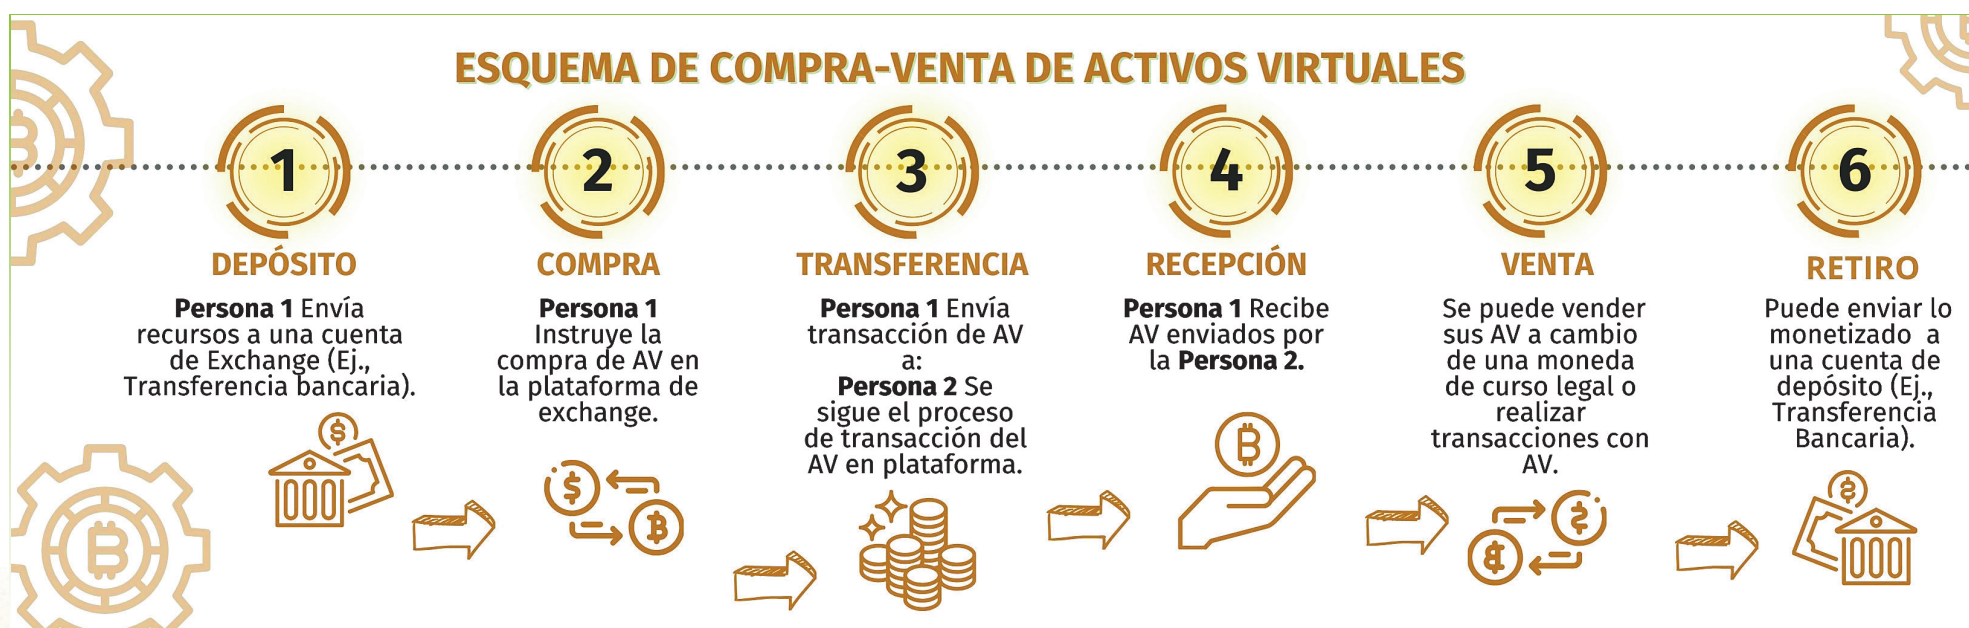 ESQUEMA DE COMPRA-VENTA DE ACTIVOS VIRTUALES
1
DEPÓSITO
Persona 1 Envía
recursos a una cuenta
de Exchange (Ej.,
Transferencia bancaria).
2
COMPRA
Persona 1
Instruye la
compra de AV en
la plataforma de
exchange.
3
TRANSFERENCIA
Persona 1 Envía
transacción de AV
a:
Persona 2 Se
sigue el proceso
de transacción del
AV en plataforma.
4
RECEPCIÓN
Persona 1 Recibe
AV enviados por
la Persona 2.
5
VENTA
Se puede vender
sus AV a cambio
de una moneda
de curso legal o
realizar
transacciones con
AV.
6
RETIRO
Puede enviar lo
monetizado a
una cuenta de
depósito (Ej.,
Transferencia
Bancaria).